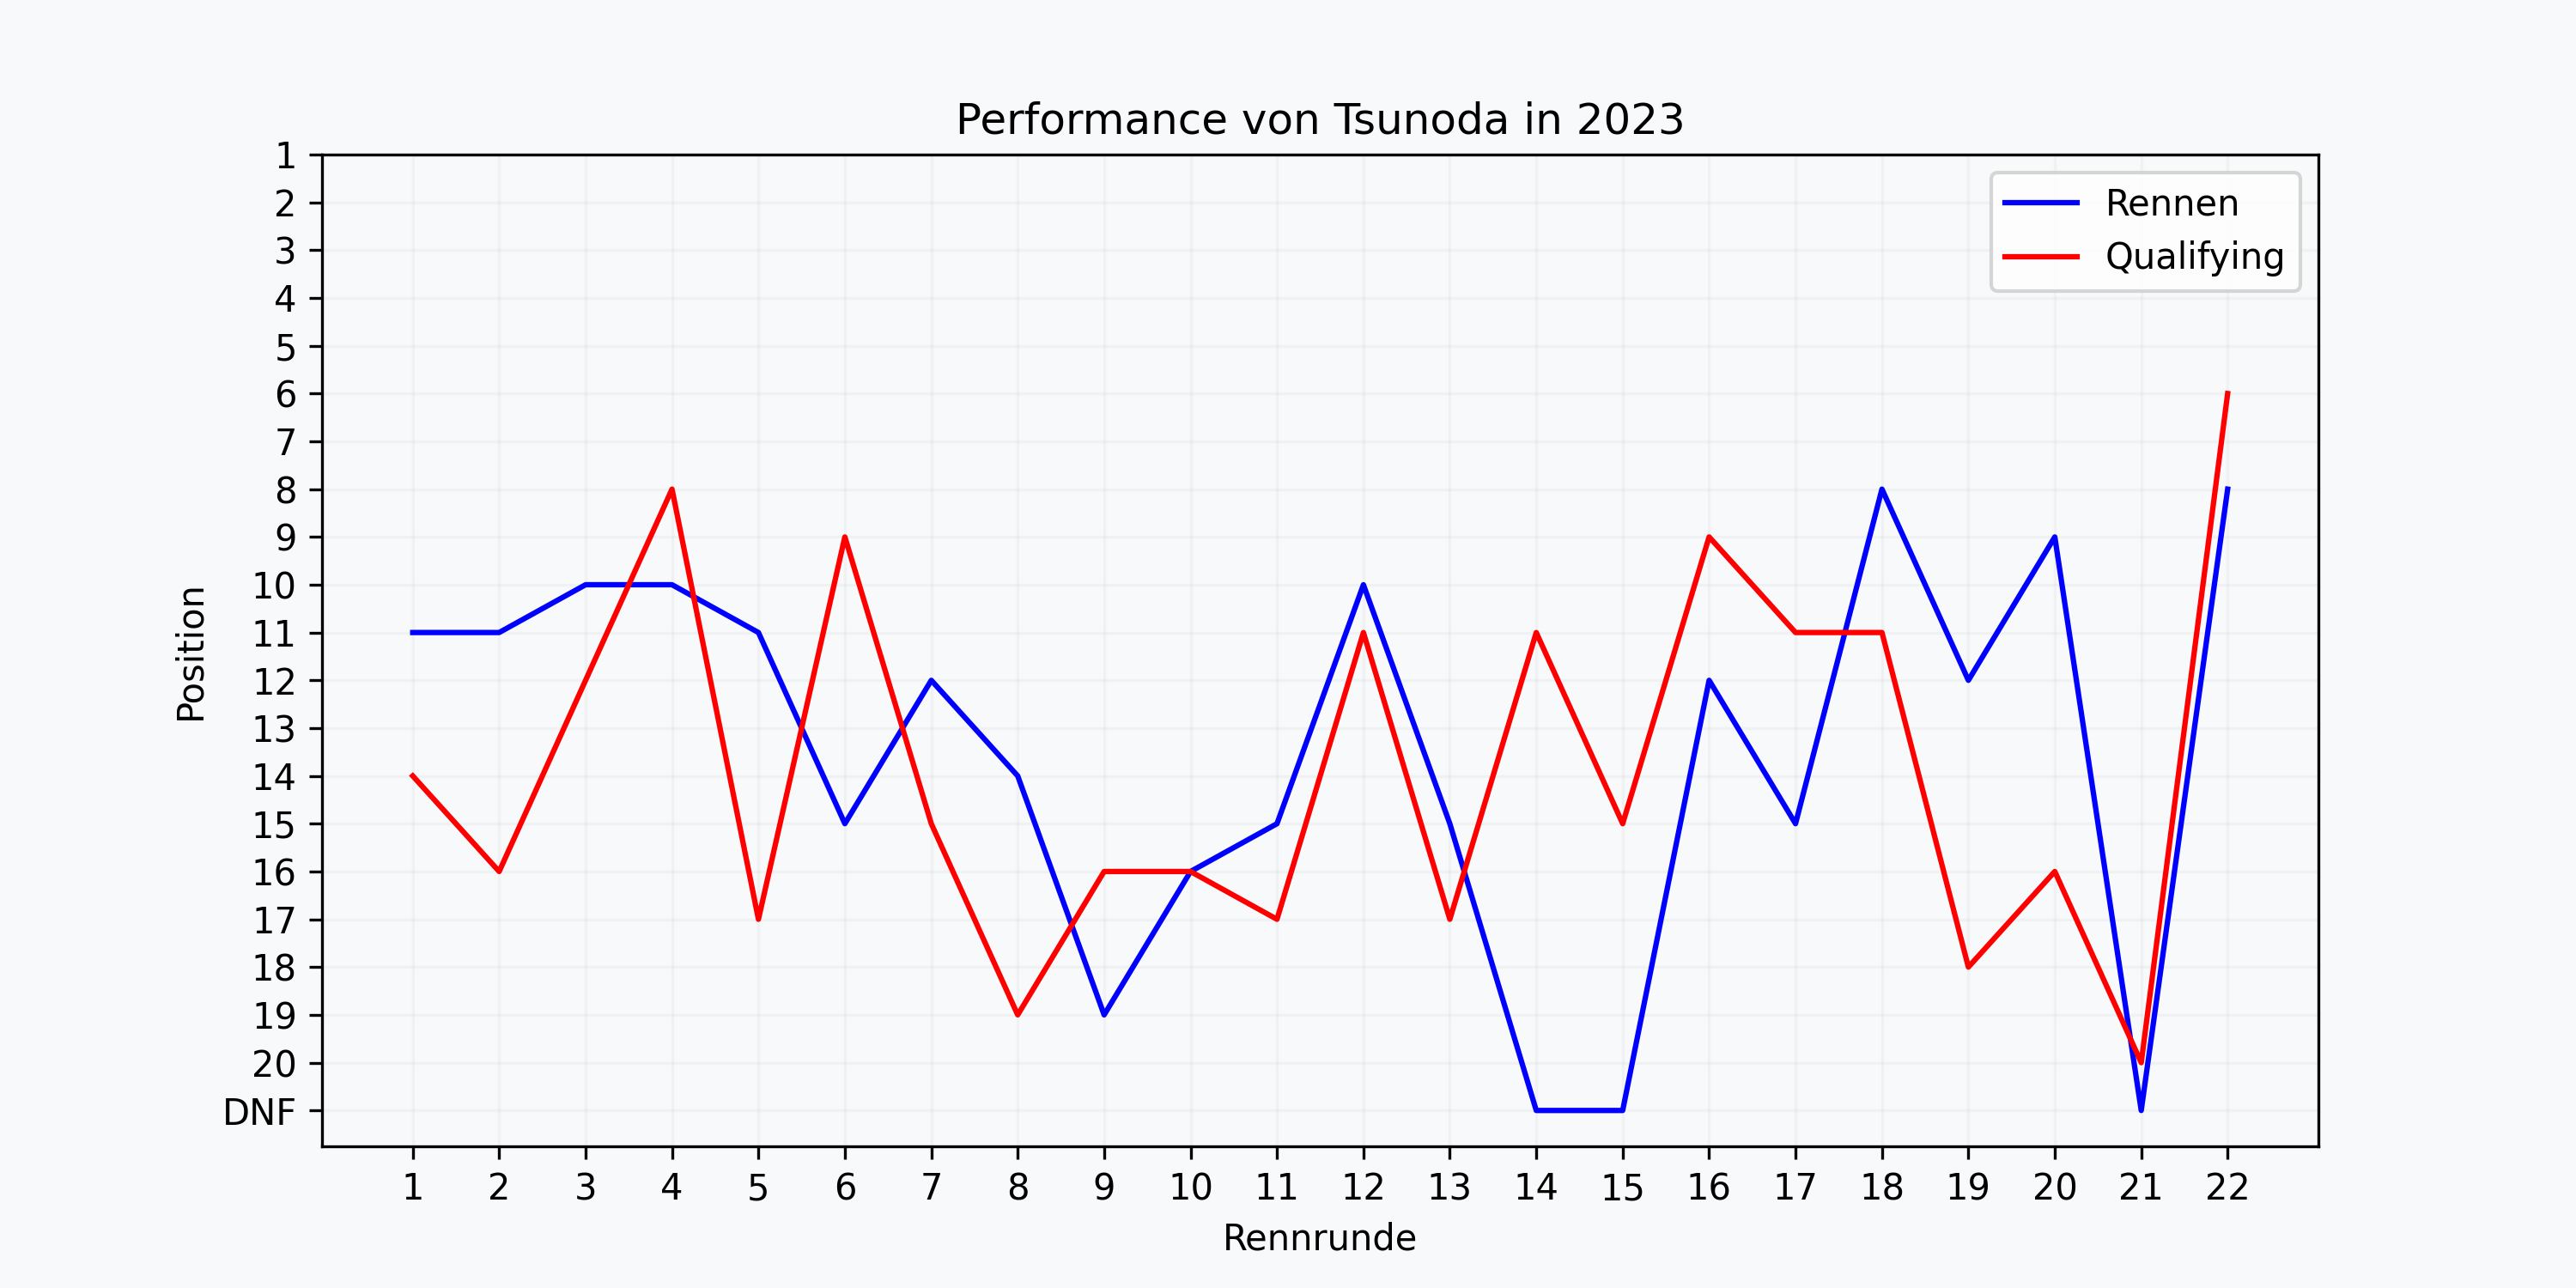 Performance von Tsunoda in 2023
1
2
3
4
5
6
7
8
9
10
11
12
13
14
15
16
17
18
19
20
DNF
Position
Rennen
Qualifying
1 2 3 4 5 6 7 8 9 10 11 12 13 14 15 16 17 18 19 20 21 22
Rennrunde